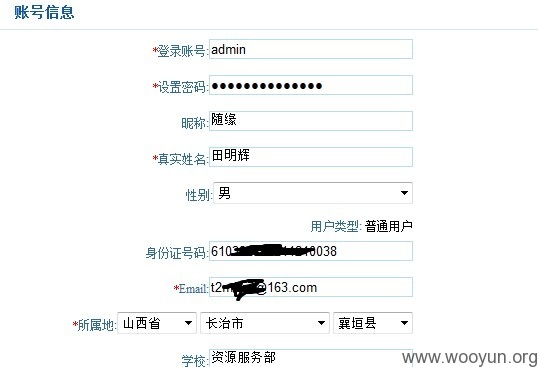 账号信息
*登录账号: admin
*设置密码: ●●●●●●●●●●●●●●
昵称: 随缘
*真实姓名: 田明辉
性别: 男
用户类型: 普通用户
身份证号码: 610 0038
*Email: t2 @163.com
*所属地: 山西省 长治市 襄垣县
学校: 资源服务部
www.wooyun.org